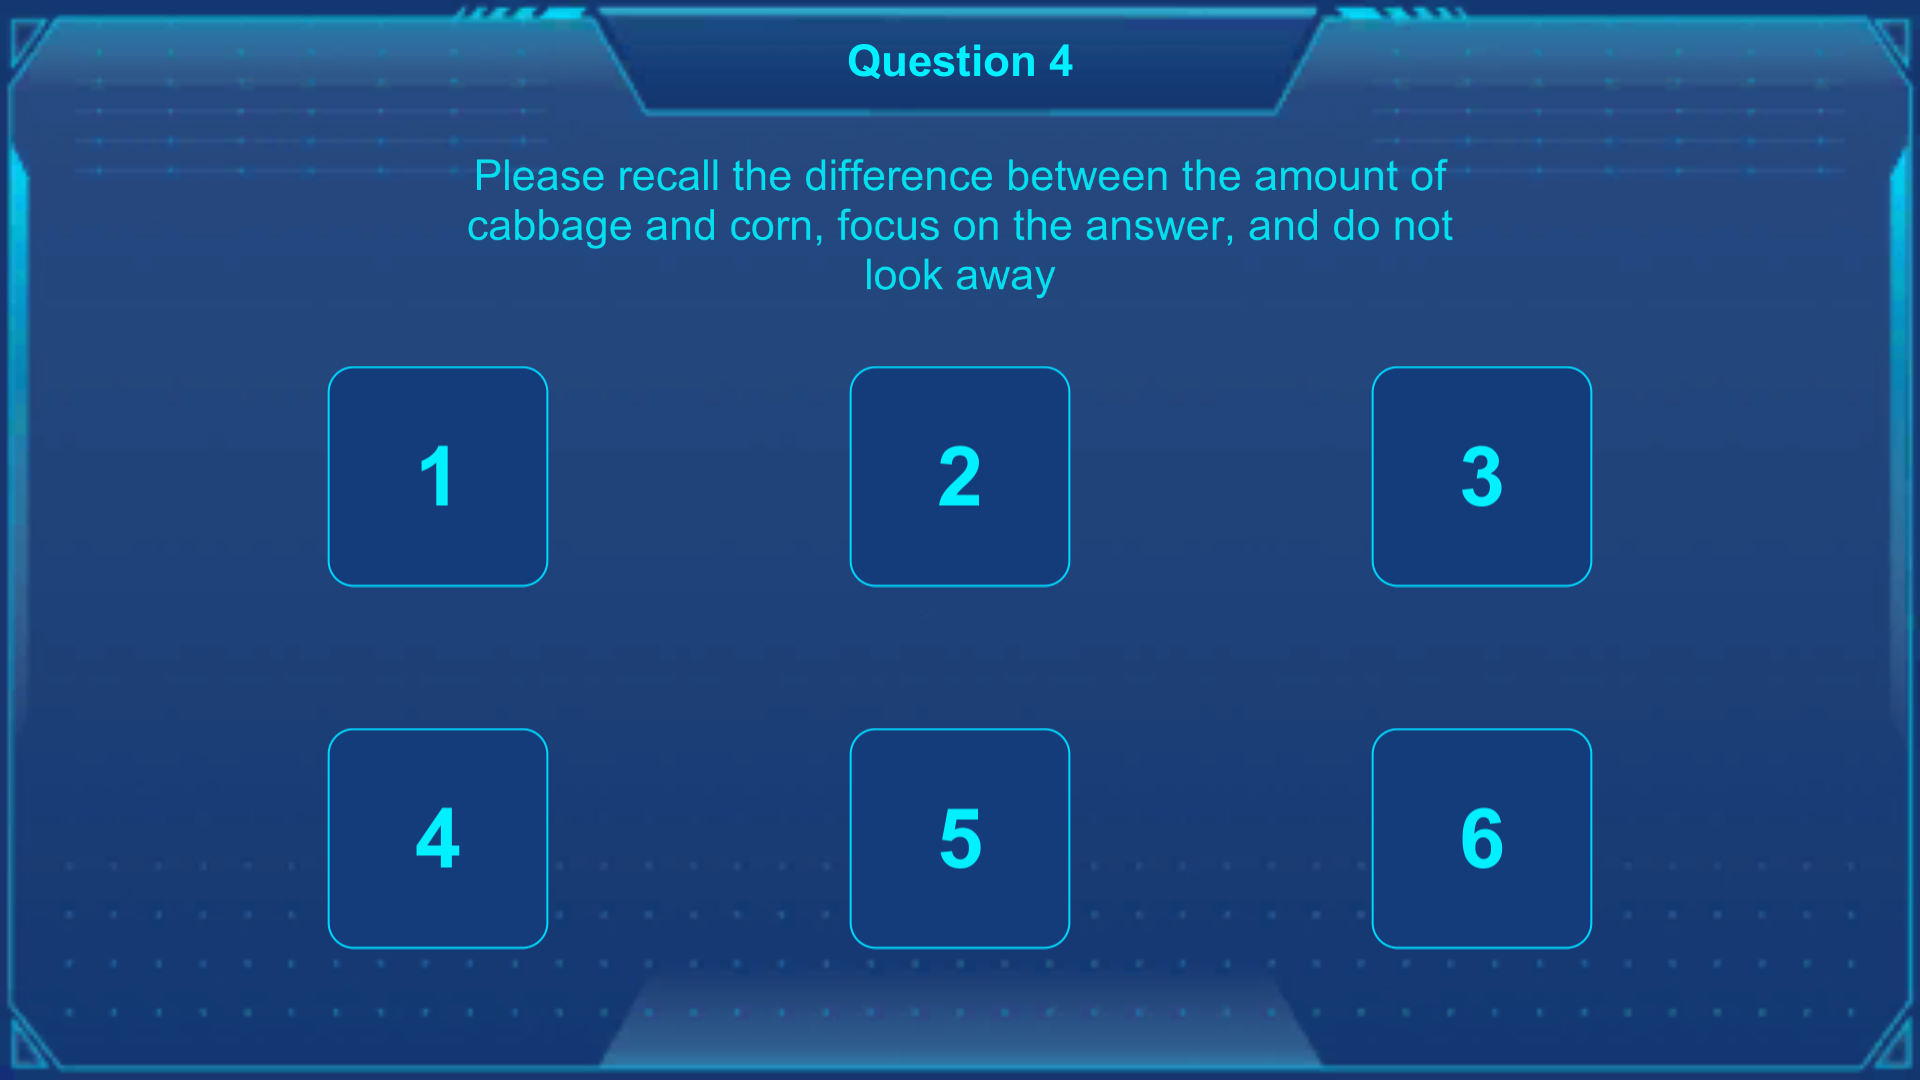 Question 4
Please recall the difference between the amount of
cabbage and corn, focus on the answer, and do not
look away
1
2
3
4
5
6